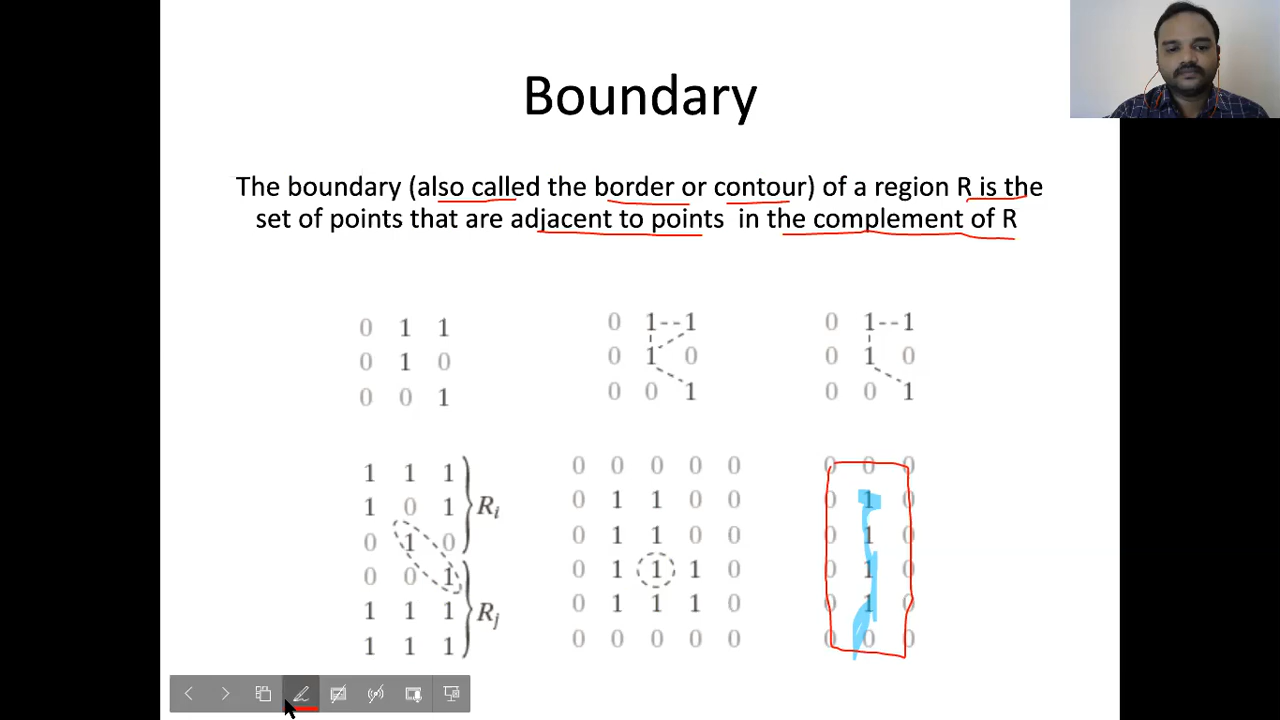 Boundary
The boundary (also called the border or contour) of a region R is the
set of points that are adjacent to points in the complement of R
0 1 1
0 1 0
0 0 1
0 1--1
0 1 0
0 0 1
0 1--1
0 1 0
0 0 1
1 1 1
1 0 1
0 1 0
Ri
0 0 1
1 1 1
1 1 1
Rj
0 0 0 0 0
0 1 1 0 0
0 1 1 0 0
0 1 1 1 0
0 1 1 1 0
0 0 0 0 0
0 0 0
0 1 0
0 1 0
0 1 0
0 1 0
0 0 0